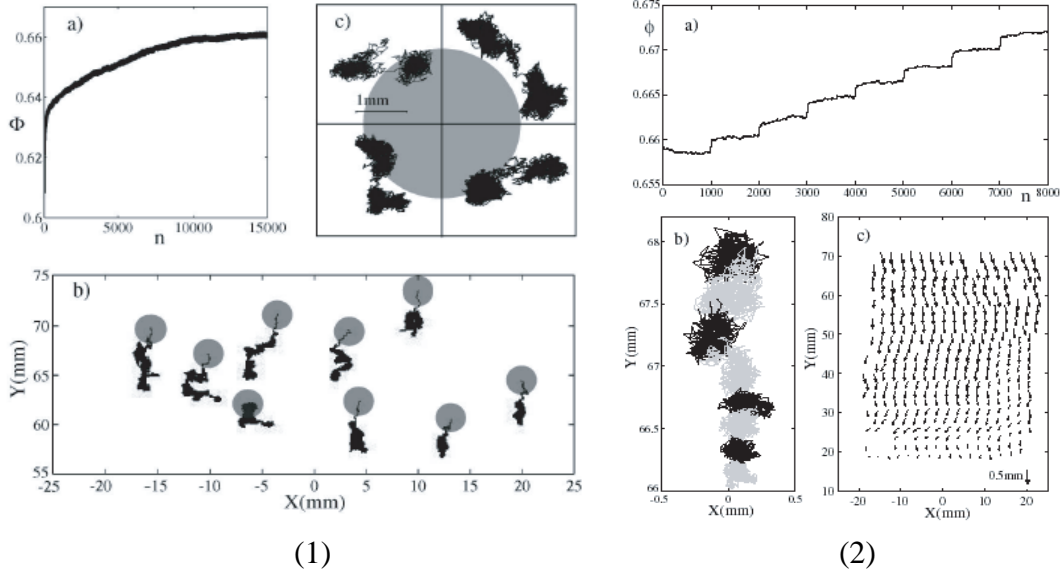 a)
0.66
0.64
Φ
0.62
0.6
0 5000 10000 15000
n
c)
1mm
b)
75
70
65
60
55
Y(mm)
-25 -20 -15 -10 -5 0 5 10 15 20 25
X(mm)
(1)
0.675
ϕ
a)
0.67
0.665
0.66
0.655
0 1000 2000 3000 4000 5000 6000 7000 n 8000
b)
68
67.5
67
66.5
66
Y(mm)
-0.5 0 0.5
X(mm)
c)
80
70
60
50
40
30
20
10
Y(mm)
0.5mm
-20 -10 0 10 20
X(mm)
(2)